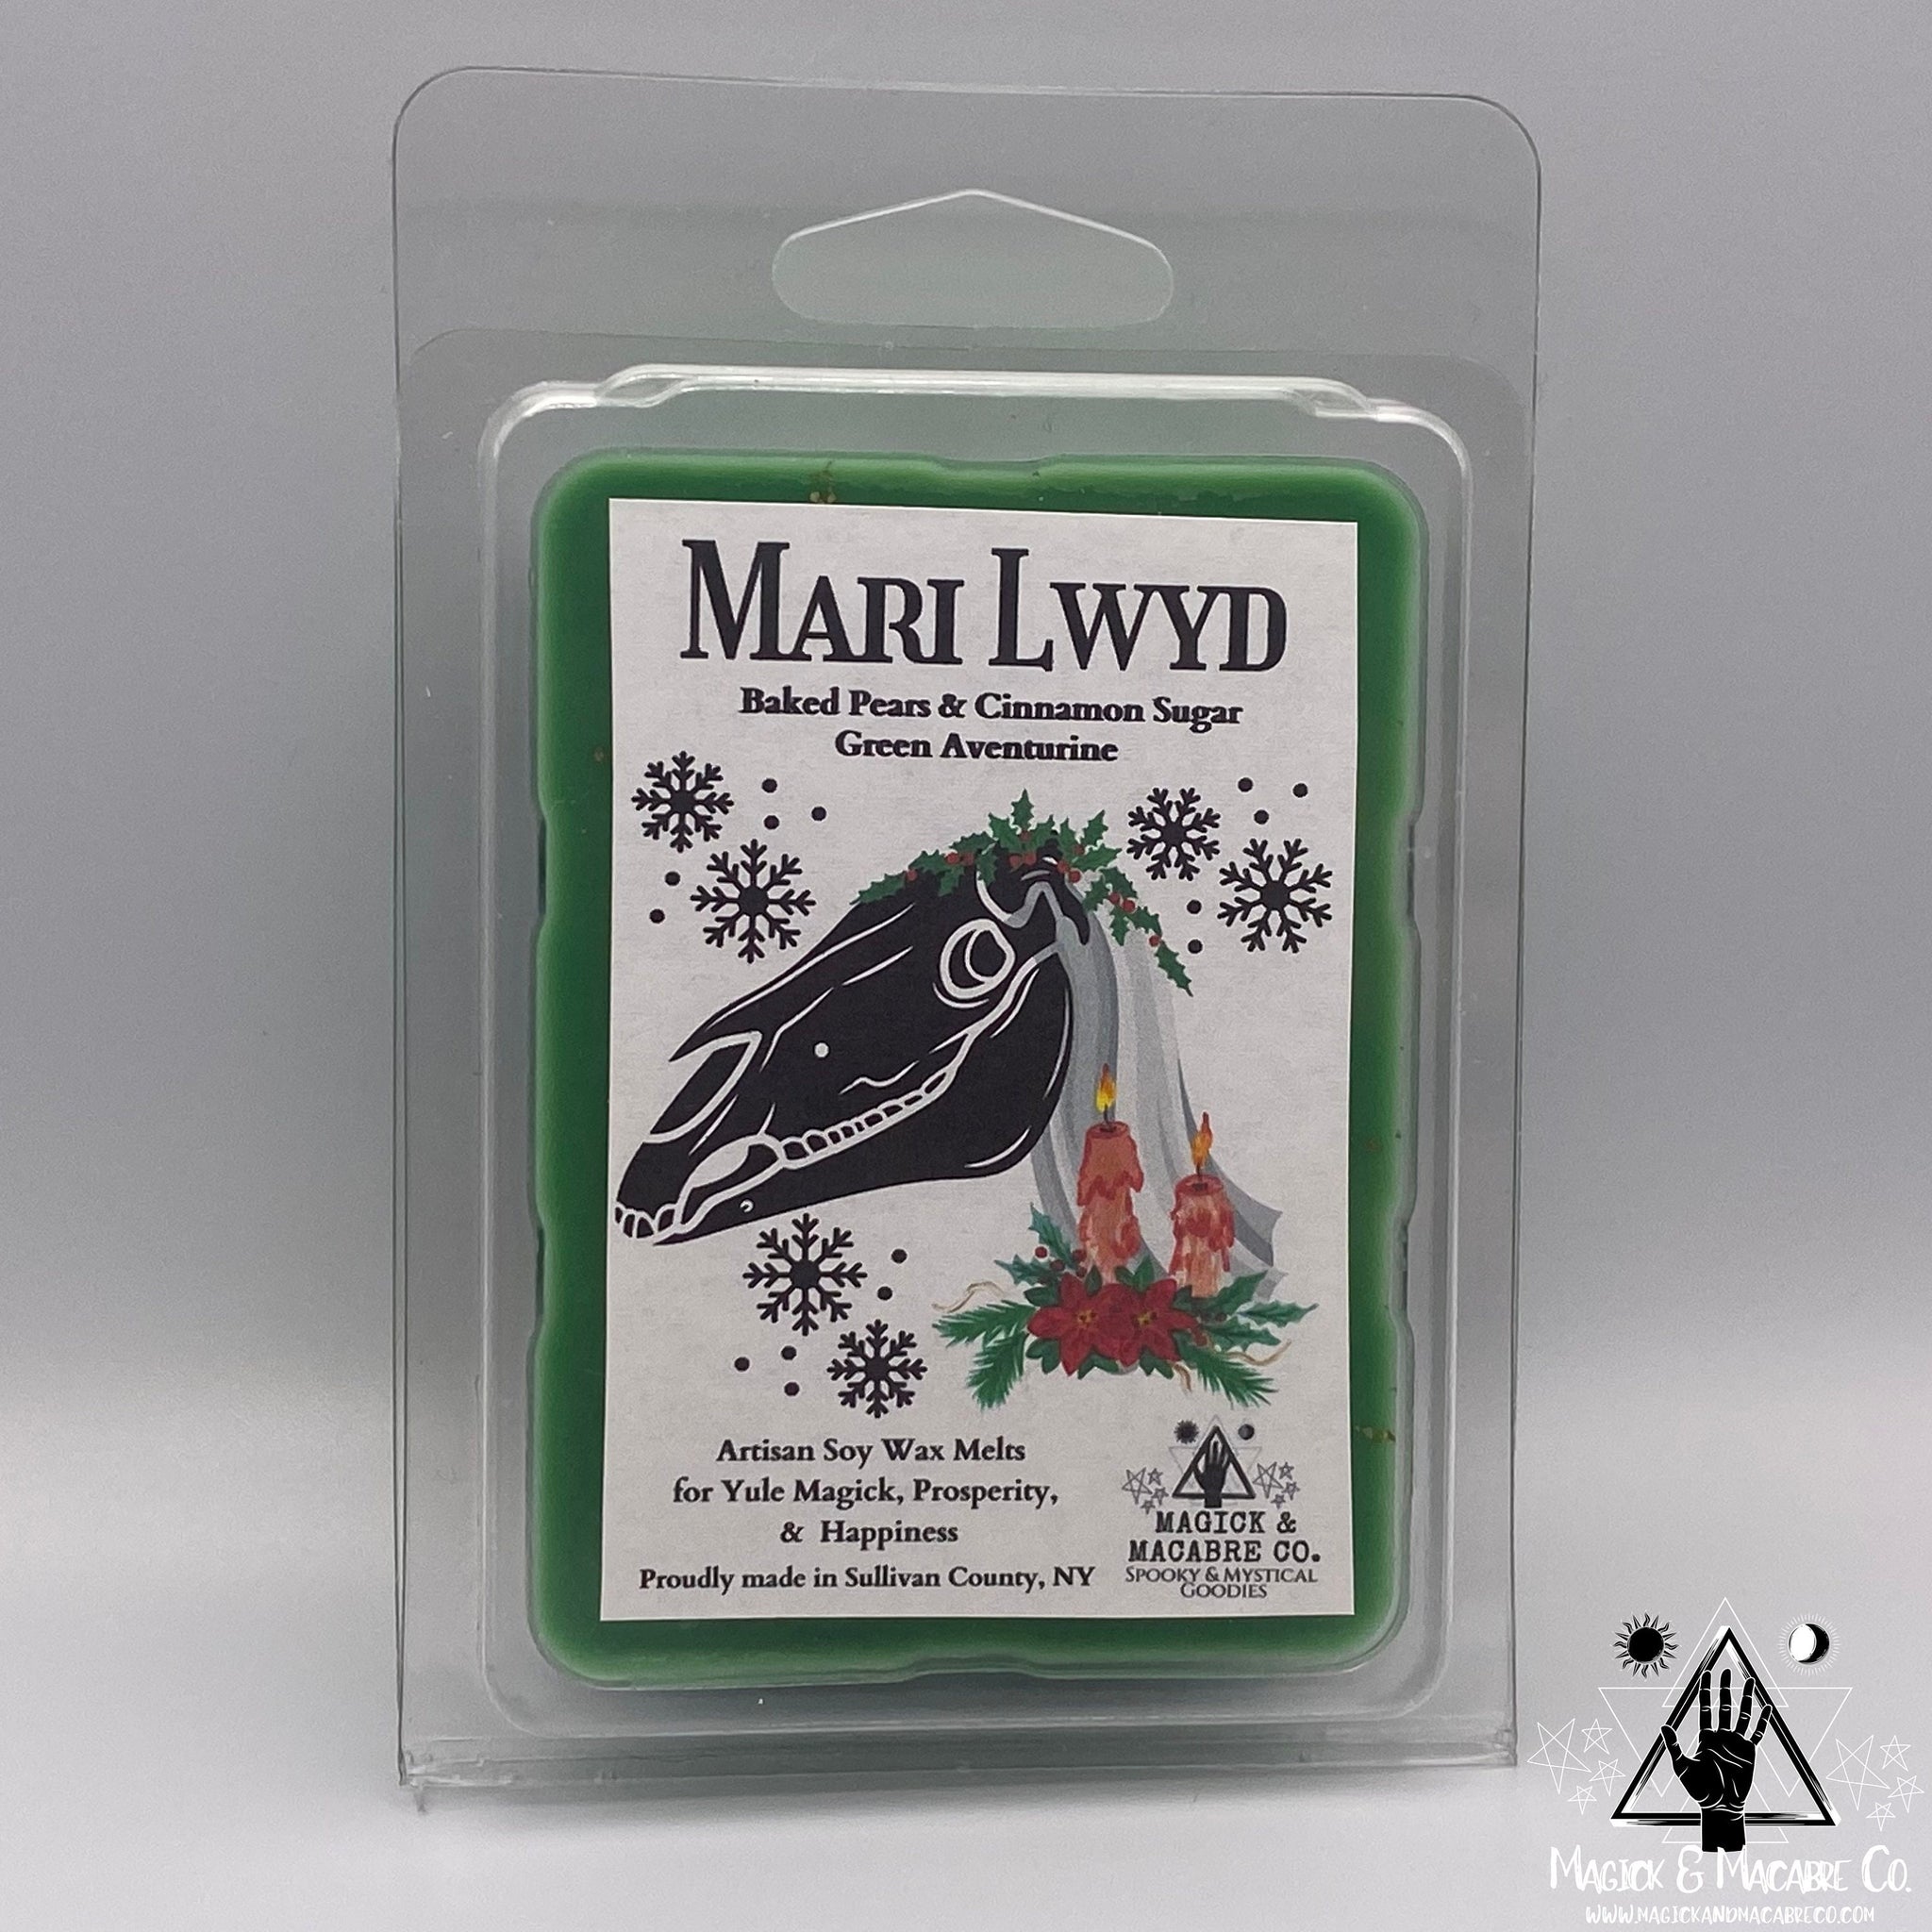 MARI LWYD
Baked Pears & Cinnamon Sugar
Green Aventurine
Artisan Soy Wax Melts
for Yule Magick, Prosperity,
& Happiness
Proudly made in Sullivan County, NY
MAGICK &
MACABRE CO.
SPOOKY & MYSTICAL
GOODIES
MAGICK & MACABRE CO.
WWW.MAGICKANDMACABRECO.COM